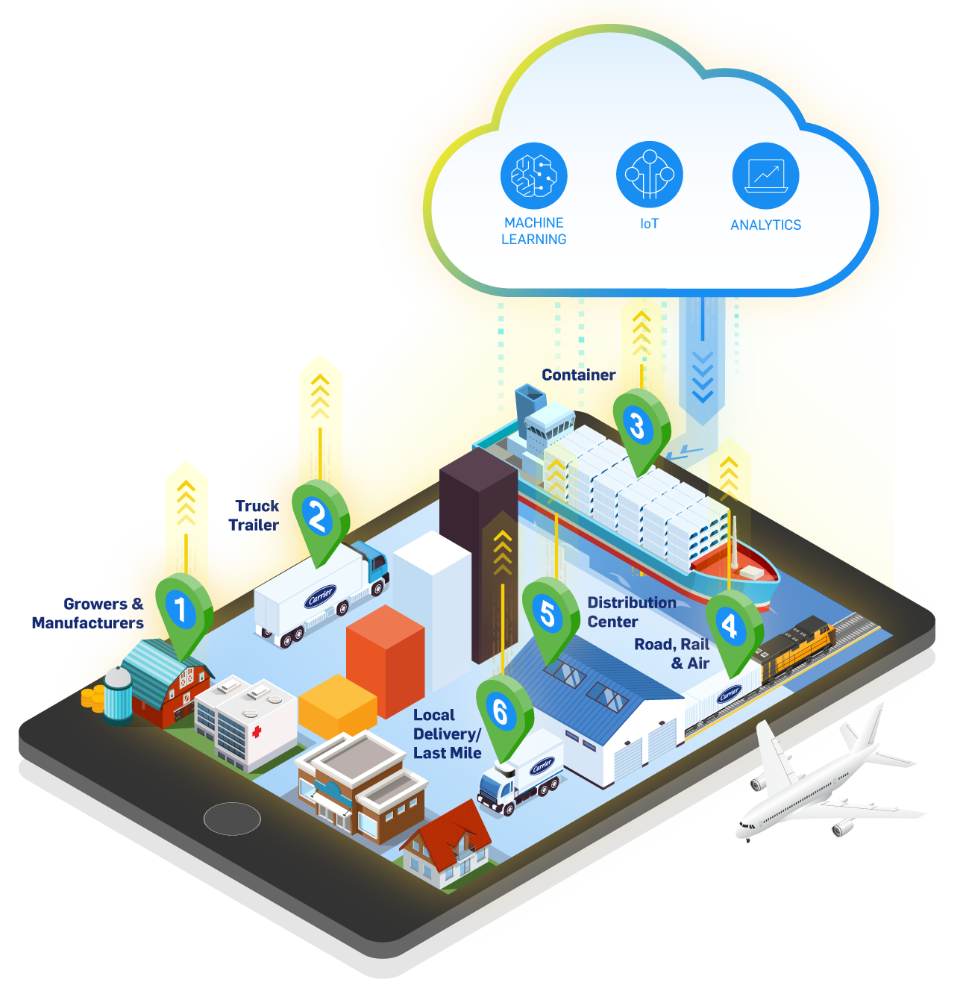 MACHINE
LEARNING
IoT
ANALYTICS
Container
3
Truck
Trailer
2
Growers &
Manufacturers
1
Carrier
5
Distribution
Center
4
Road, Rail
& Air
Carrier
6
Local
Delivery/
Last Mile
Carrier